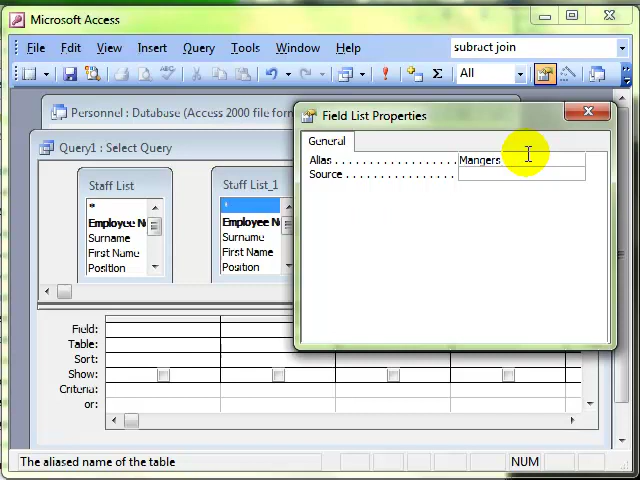 Microsoft Access
File Edit View Insert Query Tools Window Help subruct join
Σ All
Personnel : Database (Access 2000 file form
Field List Properties
General
Alias . . . . . . . . . . . . . . . . . . . Mangers
Source . . . . . . . . . . . . . . . . .
Query1 : Select Query
Staff List
*
Employee N
Surname
First Name
Position
Staff List_1
*
Employee N
Surname
First Name
Position
Field:
Table:
Sort:
Show:
Criteria:
or:
The aliased name of the table NUM